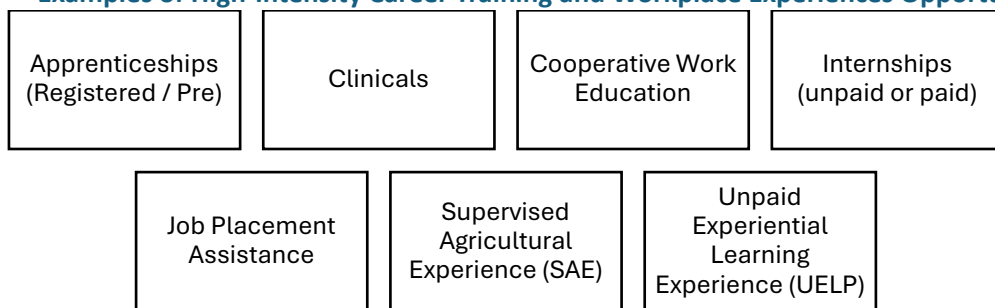 Examples of High-Intensity Career Training and Workplace Experiences
Apprenticeships
(Registered / Pre)
Clinicals
Cooperative Work
Education
Internships
(unpaid or paid)
Job Placement
Assistance
Supervised
Agricultural
Experience (SAE)
Unpaid
Experiential
Learning
Experience (UELP)